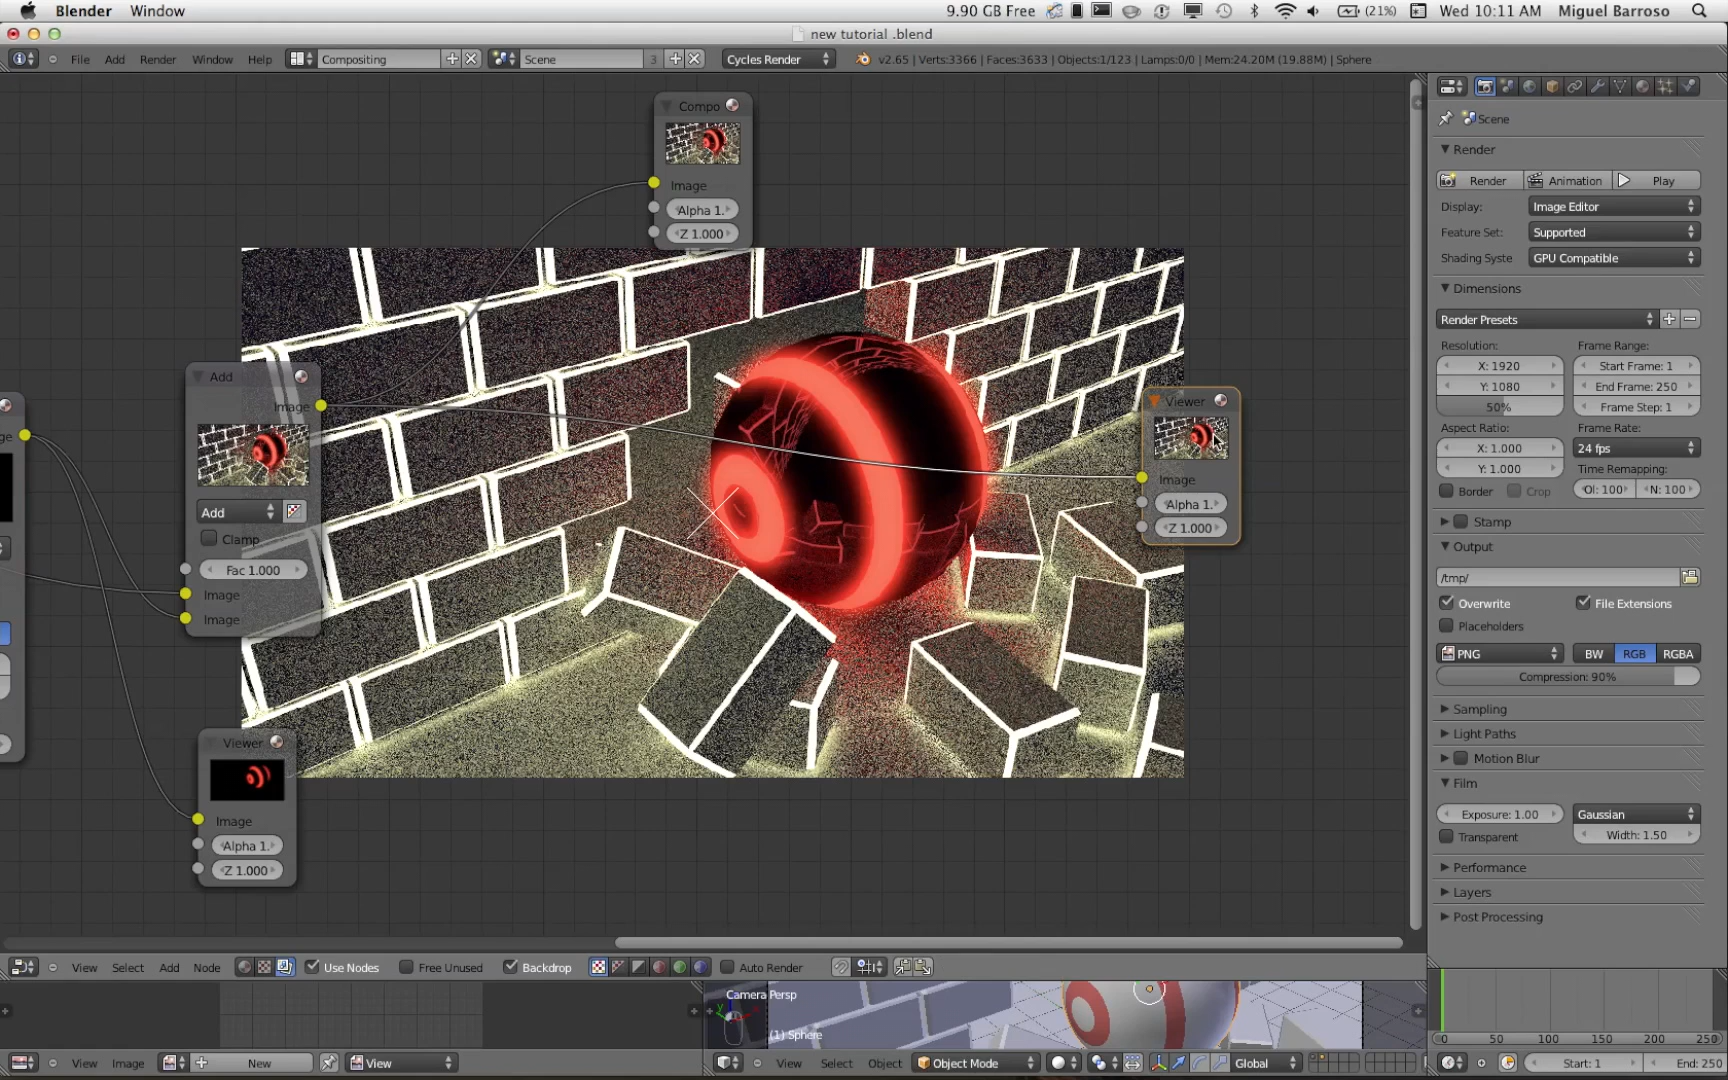 Blender Window 9.90 GB Free (21%) Wed 10:11 AM Miguel Barroso
new tutorial .blend
File Add Render Window Help Compositing Scene 3 Cycles Render v2.65 | Verts:3366 | Faces:3633 | Objects:1/123 | Lamps:0/0 | Mem:24.20M (19.88M) | Sphere
Compo
Image
Alpha 1.
Z 1.000
Add
Image
Add
Clamp
Fac 1.000
Image
Image
Viewer
Image
Alpha 1.
Z 1.000
Viewer
Image
Alpha 1.
Z 1.000
Scene
Render
Render Animation Play
Display: Image Editor
Feature Set: Supported
Shading Syste GPU Compatible
Dimensions
Render Presets
Resolution: Frame Range:
X: 1920 Start Frame: 1
Y: 1080 End Frame: 250
50% Frame Step: 1
Aspect Ratio: Frame Rate:
X: 1.000 24 fps
Y: 1.000 Time Remapping:
Border Crop Ol: 100 N: 100
Stamp
Output
/tmp/
Overwrite File Extensions
Placeholders
PNG BW RGB RGBA
Compression: 90%
Sampling
Light Paths
Motion Blur
Film
Exposure: 1.00 Gaussian
Transparent Width: 1.50
Performance
Layers
Post Processing
View Select Add Node Use Nodes Free Unused Backdrop Auto Render
Camera Persp
(1) Sphere
0 50 100 150 200 250
View Image New View
View Select Object Object Mode Global
Start: 1 End: 250